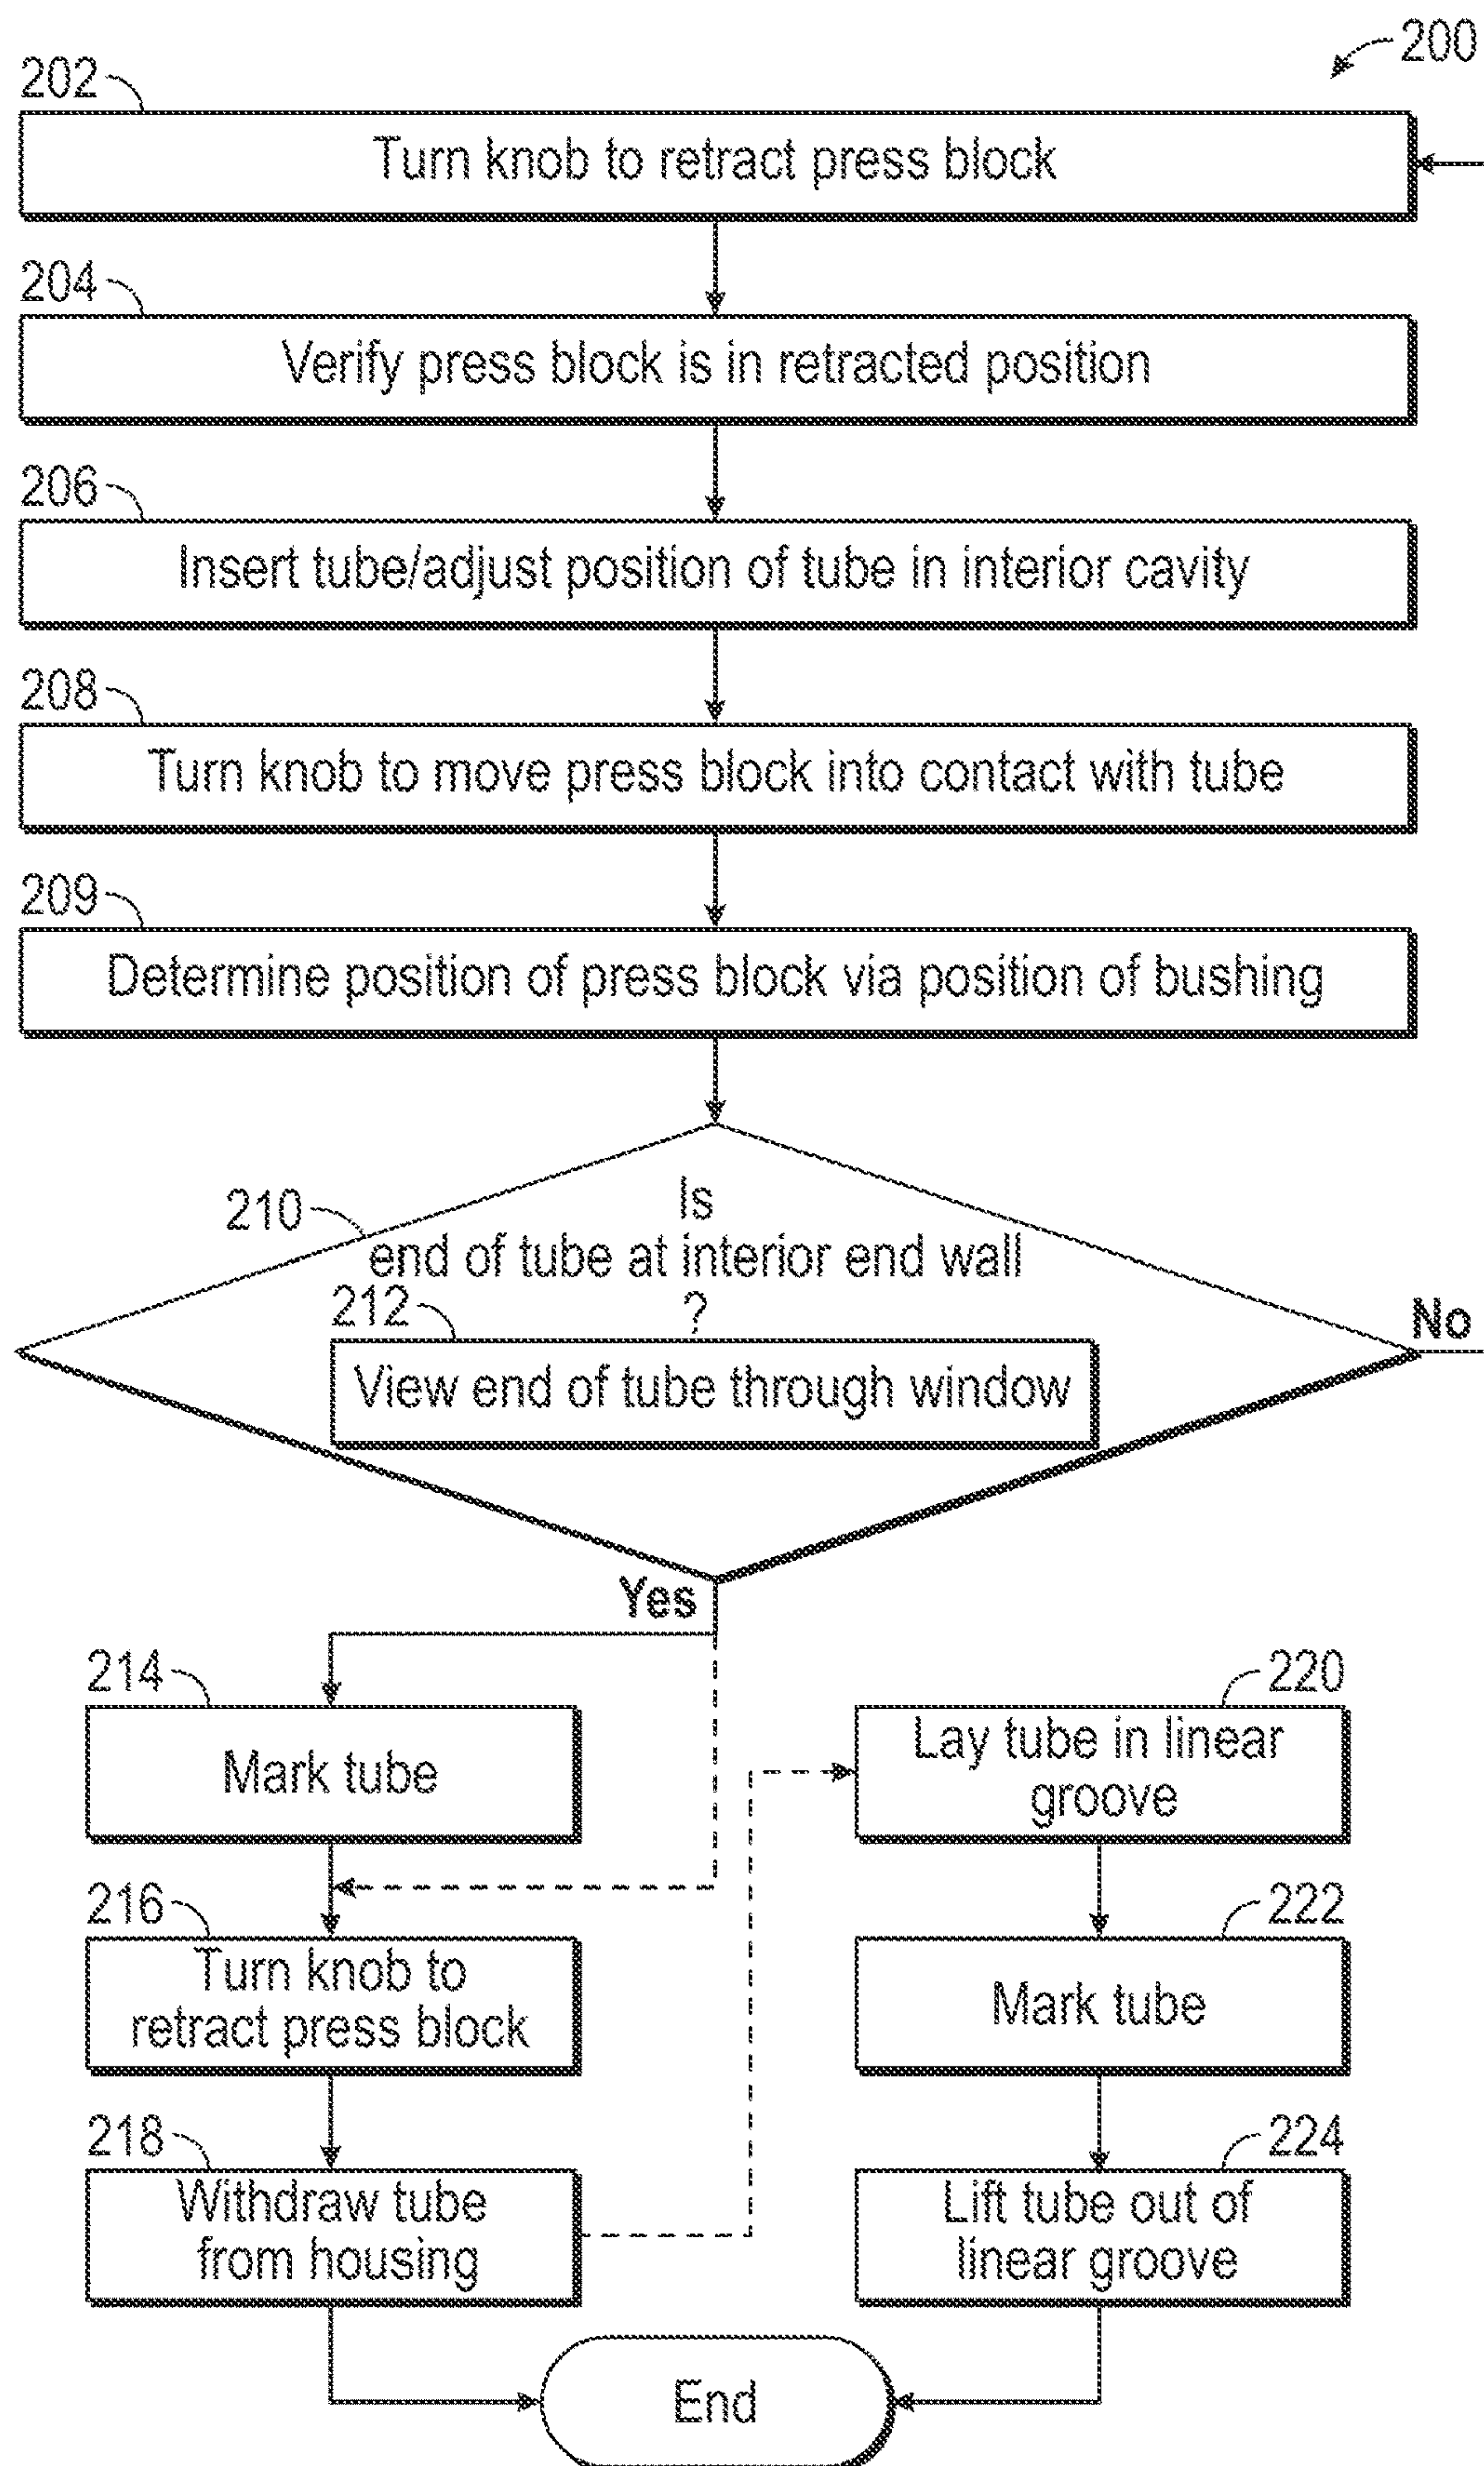 200
202
Turn knob to retract press block
204
Verify press block is in retracted position
206
Insert tube/adjust position of tube in interior cavity
208
Turn knob to move press block into contact with tube
209
Determine position of press block via position of bushing
210
Is
end of tube at interior end wall
?
212
View end of tube through window
No
Yes
214
Mark tube
216
Turn knob to
retract press block
218
Withdraw tube
from housing
220
Lay tube in linear
groove
222
Mark tube
224
Lift tube out of
linear groove
End